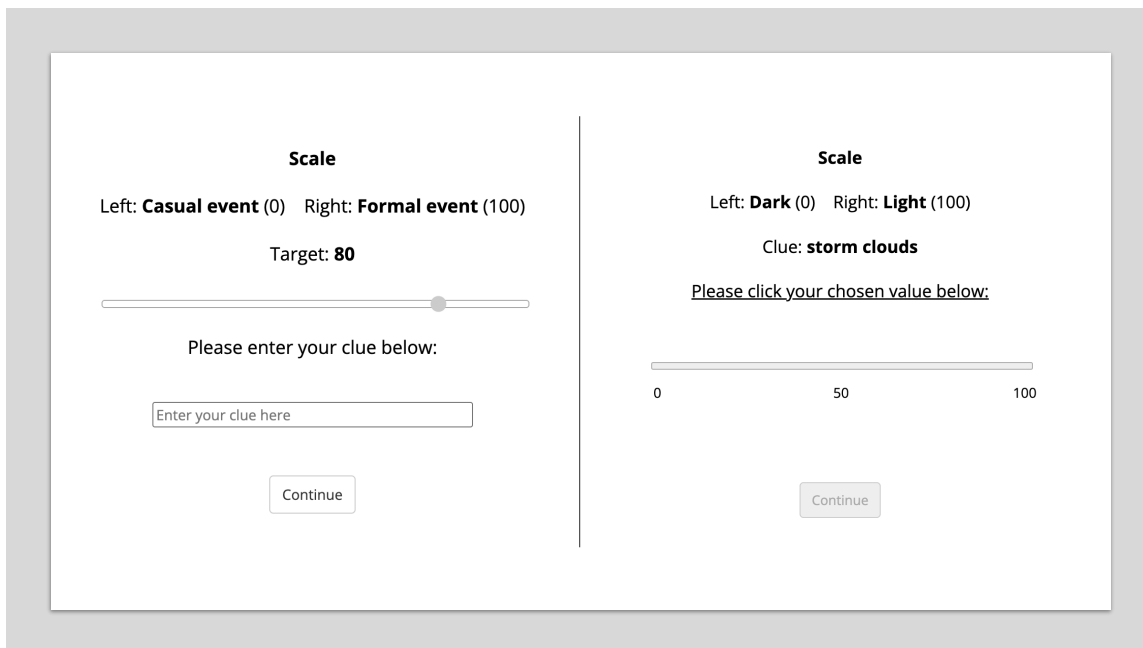 Scale
Left: Casual event (0) Right: Formal event (100)
Target: 80
Please enter your clue below:
Enter your clue here
Continue
Scale
Left: Dark (0) Right: Light (100)
Clue: storm clouds
Please click your chosen value below:
0 50 100
Continue